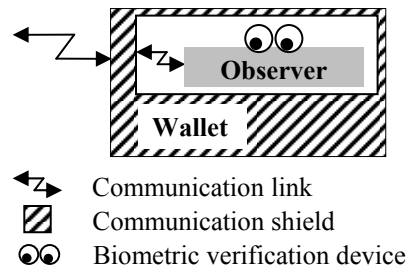 Observer
Wallet
Communication link
Communication shield
Biometric verification device